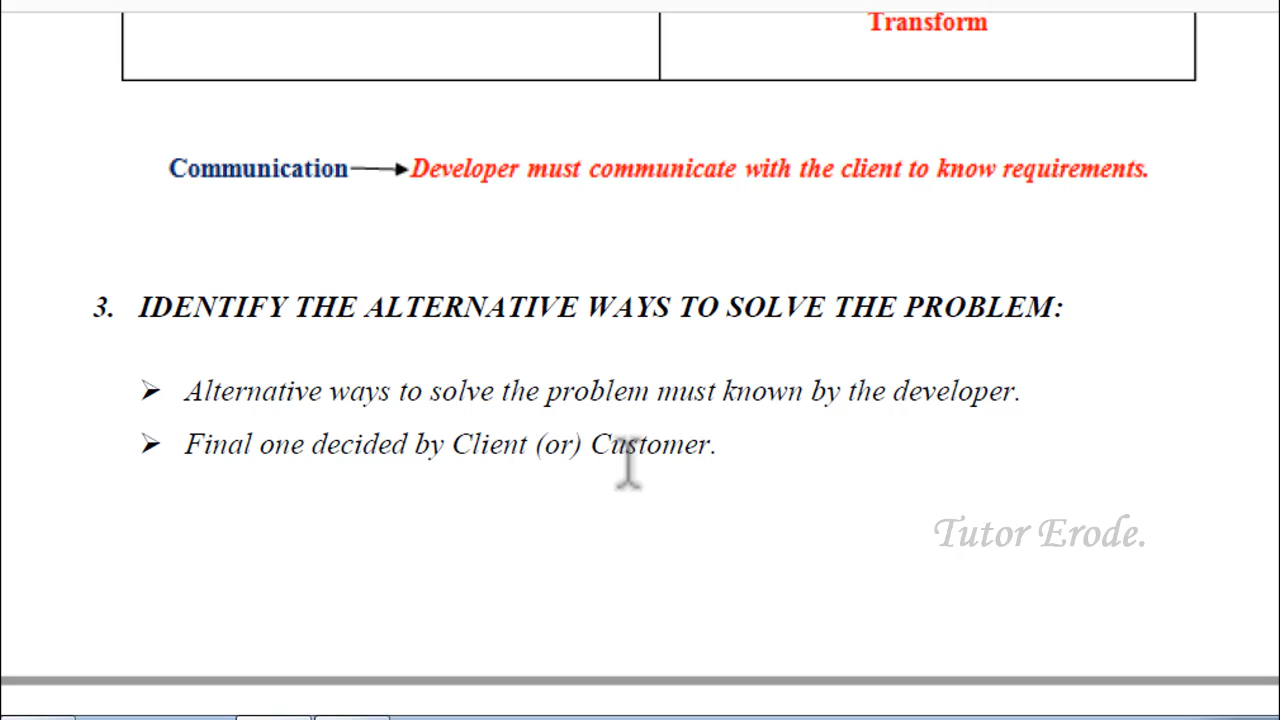 Transform
Communication Developer must communicate with the client to know requirements.
3. IDENTIFY THE ALTERNATIVE WAYS TO SOLVE THE PROBLEM:
Alternative ways to solve the problem must known by the developer.
Final one decided by Client (or) Customer.
Tutor Erode.